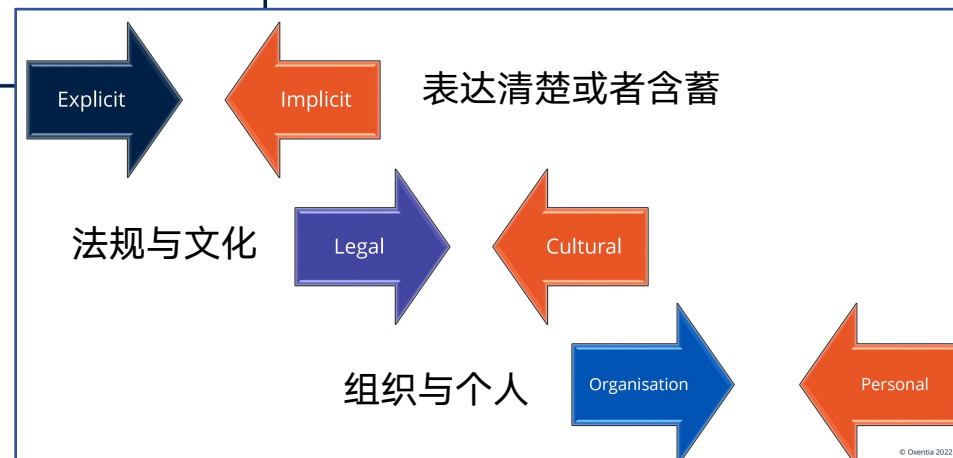 Explicit
Implicit
表达清楚或者含蓄
法规与文化
Legal
Cultural
组织与个人
Organisation
Personal
© Oxentia 2022